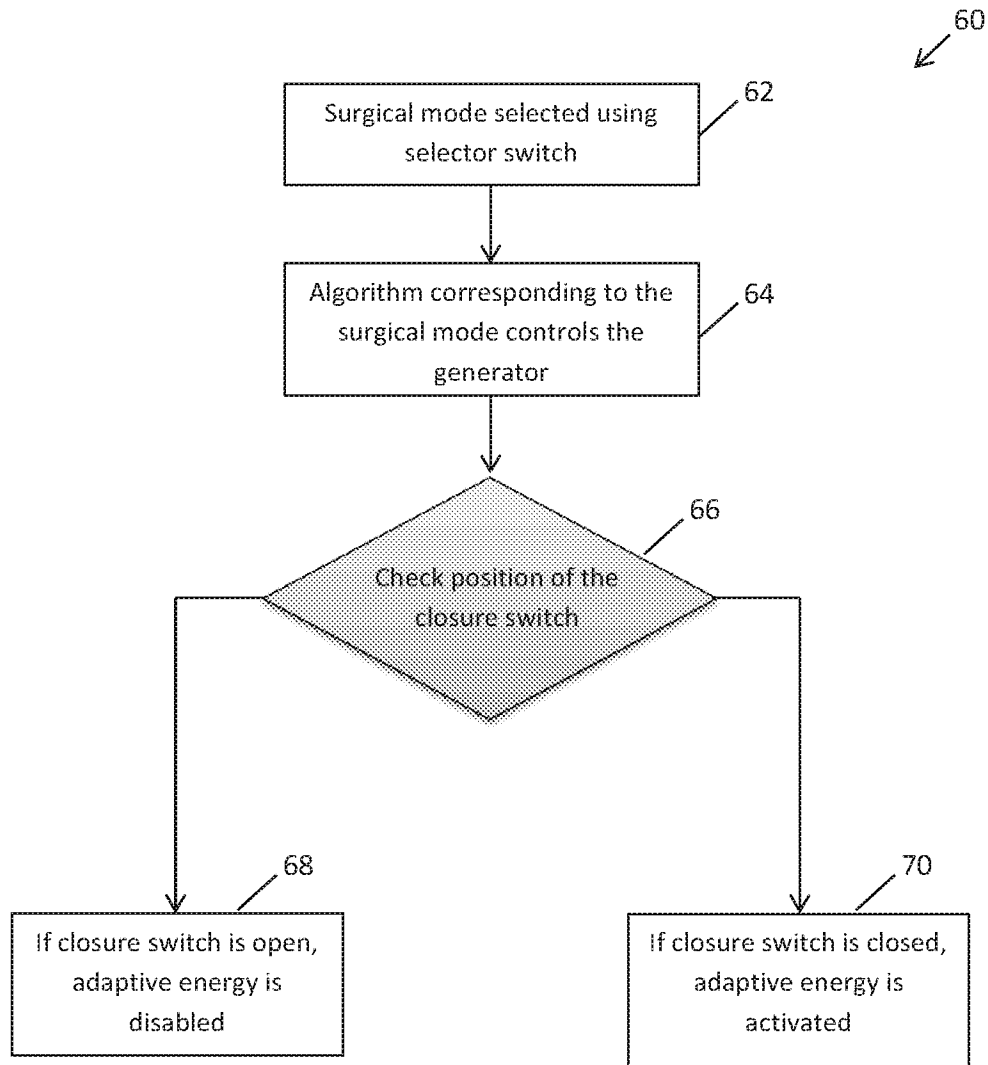 60
62
Surgical mode selected using
selector switch
64
Algorithm corresponding to the
surgical mode controls the
generator
66
Check position of the
closure switch
68
If closure switch is open,
adaptive energy is
disabled
70
If closure switch is closed,
adaptive energy is
activated